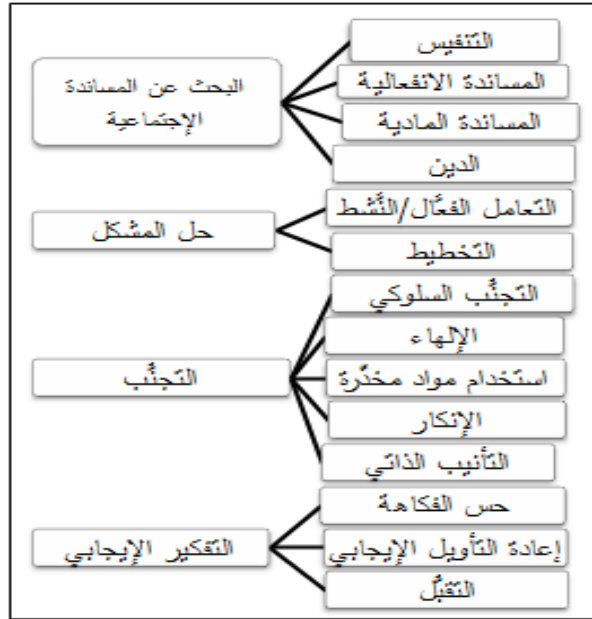 البحث عن المساندة
الإجتماعية
التنفيس
المساندة الانفعالية
المساندة المادية
الدين
حل المشكل
التعامل الفعَّال/النَّشط
التخطيط
التجنُّب
التجنُّب السلوكي
الإلهاء
استخدام مواد مخدَّرة
الإنكار
التأنيب الذاتي
التفكير الإيجابي
حس الفكاهة
إعادة التأويل الإيجابي
التقبُّل